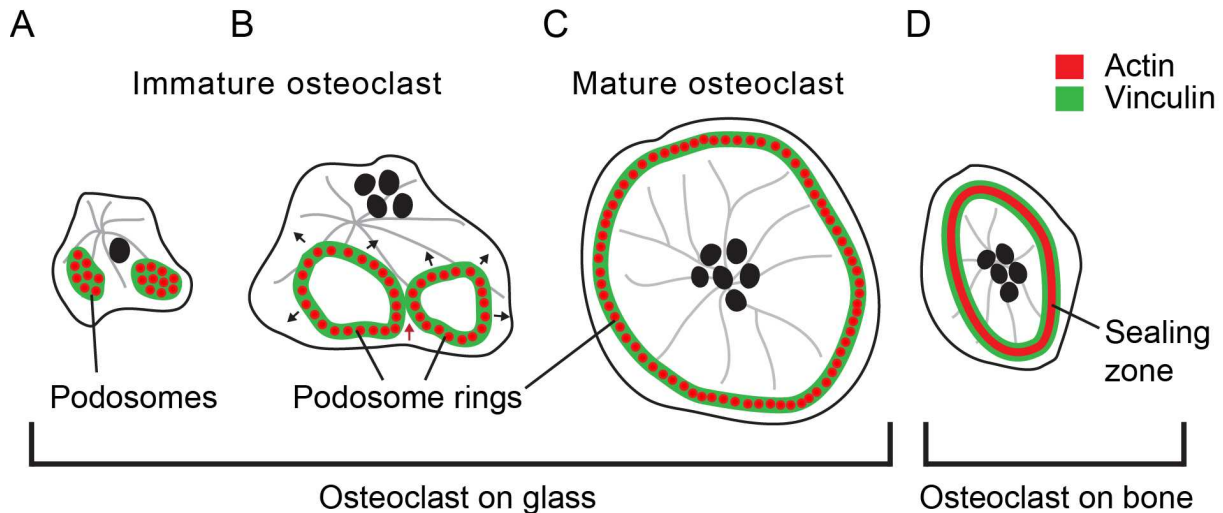 A
B
C
D
Immature osteoclast
Mature osteoclast
Actin
Vinculin
Podosomes
Podosome rings
Sealing
zone
Osteoclast on glass
Osteoclast on bone